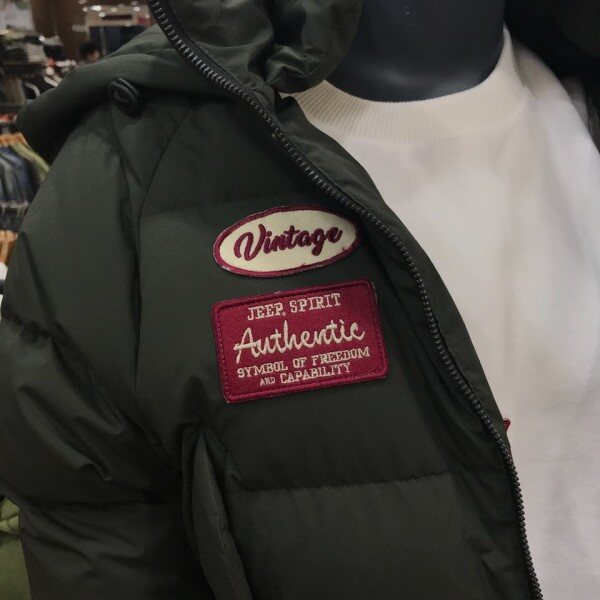 Vintage
JEEP. SPIRIT
Authentic
SYMBOL OF FREEDOM
AND CAPABILITY